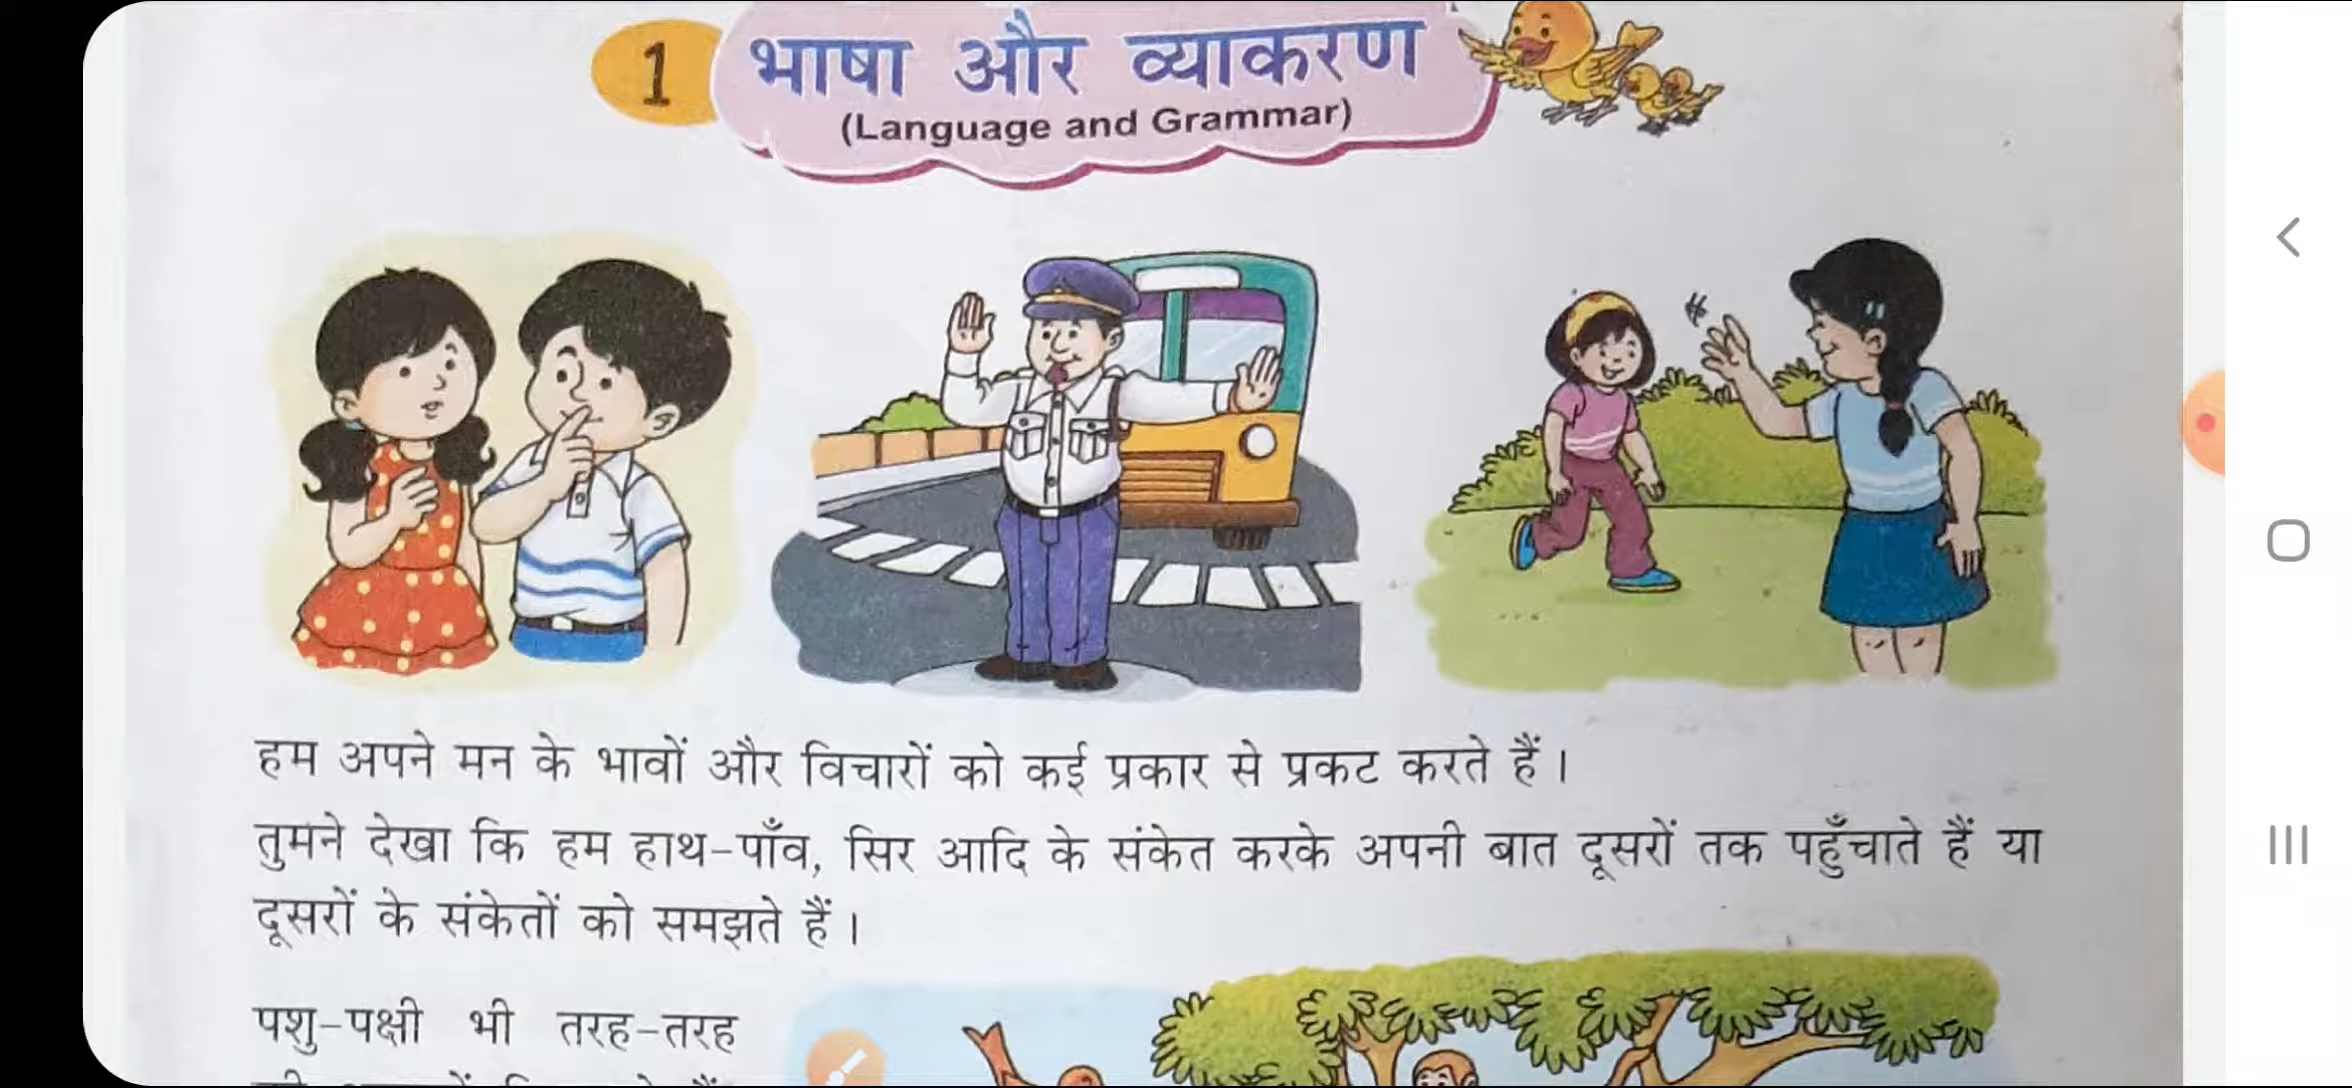 1 भाषा और व्याकरण
(Language and Grammar)
हम अपने मन के भावों और विचारों को कई प्रकार से प्रकट करते हैं।
तुमने देखा कि हम हाथ-पाँव, सिर आदि के संकेत करके अपनी बात दूसरों तक पहुँचाते हैं या
दूसरों के संकेतों को समझते हैं।
पशु-पक्षी भी तरह-तरह